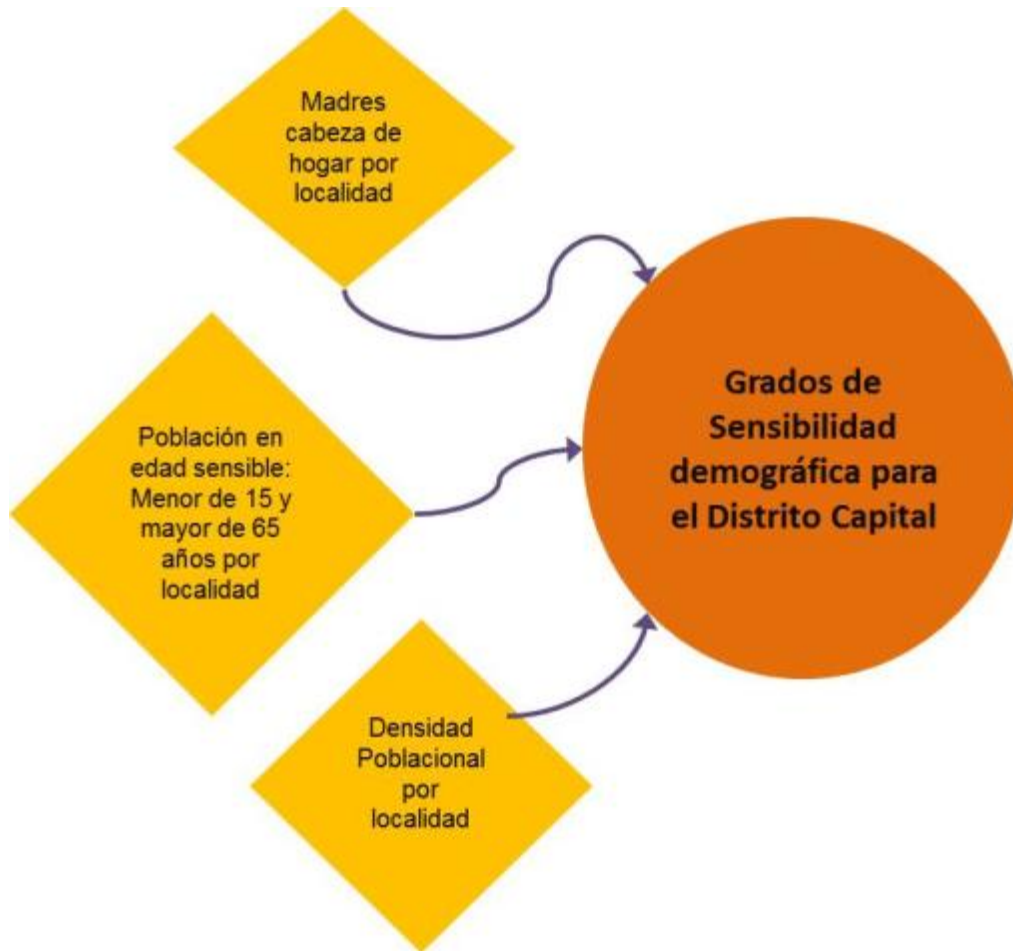 Madres
cabeza de
hogar por
localidad
Población en
edad sensible:
Menor de 15 y
mayor de 65
años por
localidad
Densidad
Poblacional
por
localidad
Grados de
Sensibilidad
demográfica para
el Distrito Capital